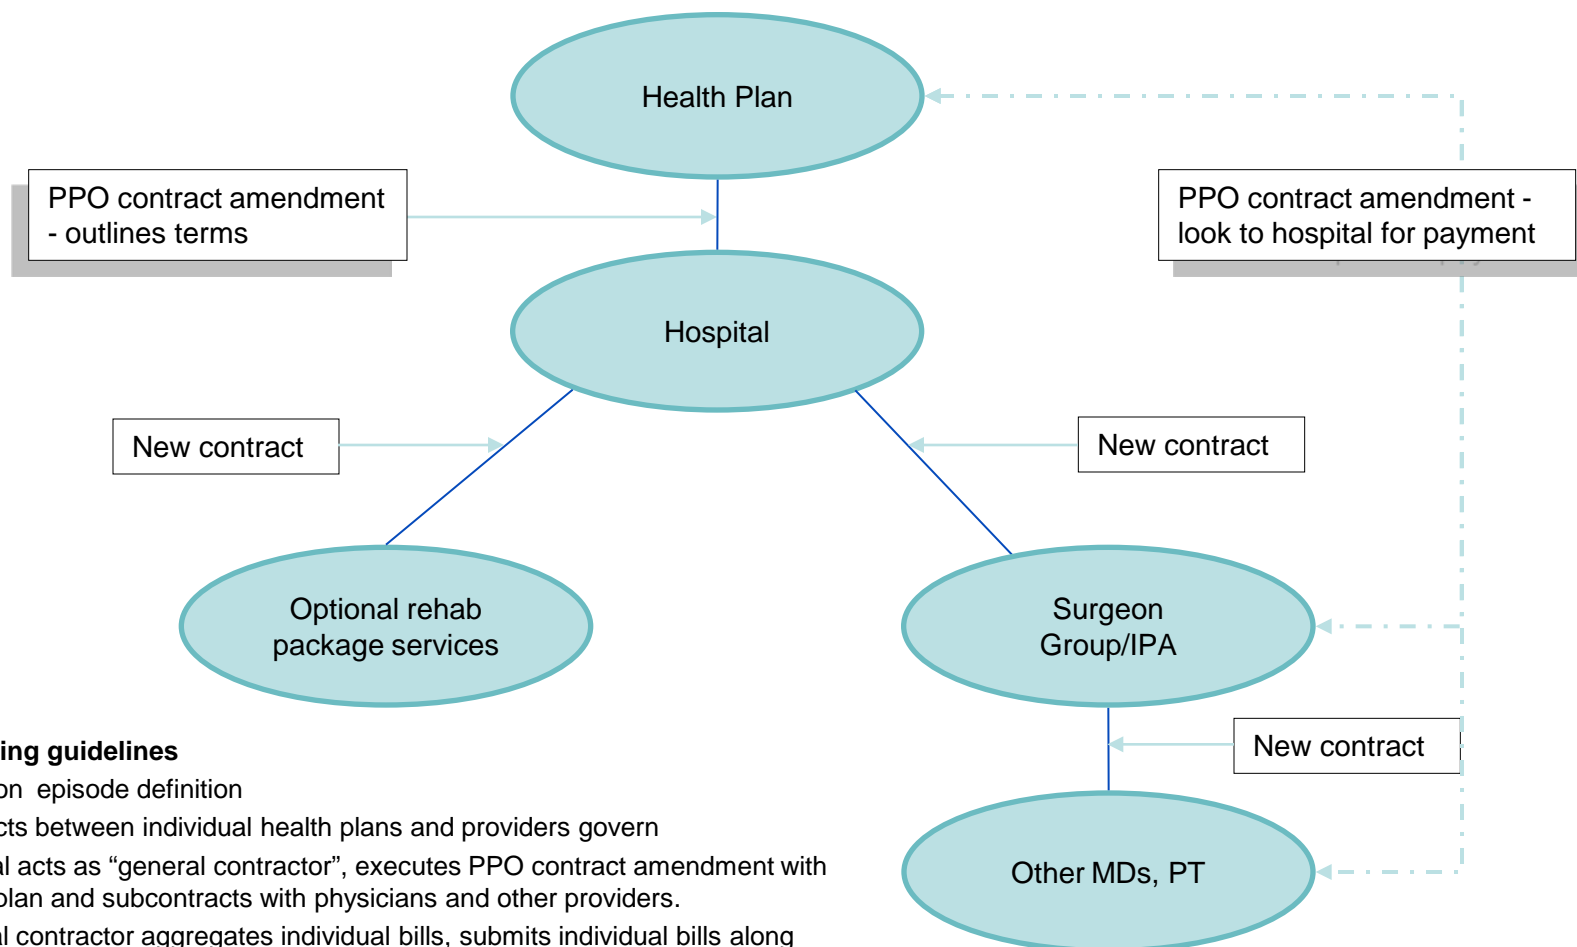 Health Plan
PPO contract amendment
- outlines terms
PPO contract amendment -
look to hospital for payment
Hospital
New contract
New contract
Optional rehab
package services
Surgeon
Group/IPA
New contract
Other MDs, PT
ing guidelines
on episode definition
cts between individual health plans and providers govern
al acts as “general contractor”, executes PPO contract amendment with
plan and subcontracts with physicians and other providers.
al contractor aggregates individual bills, submits individual bills along